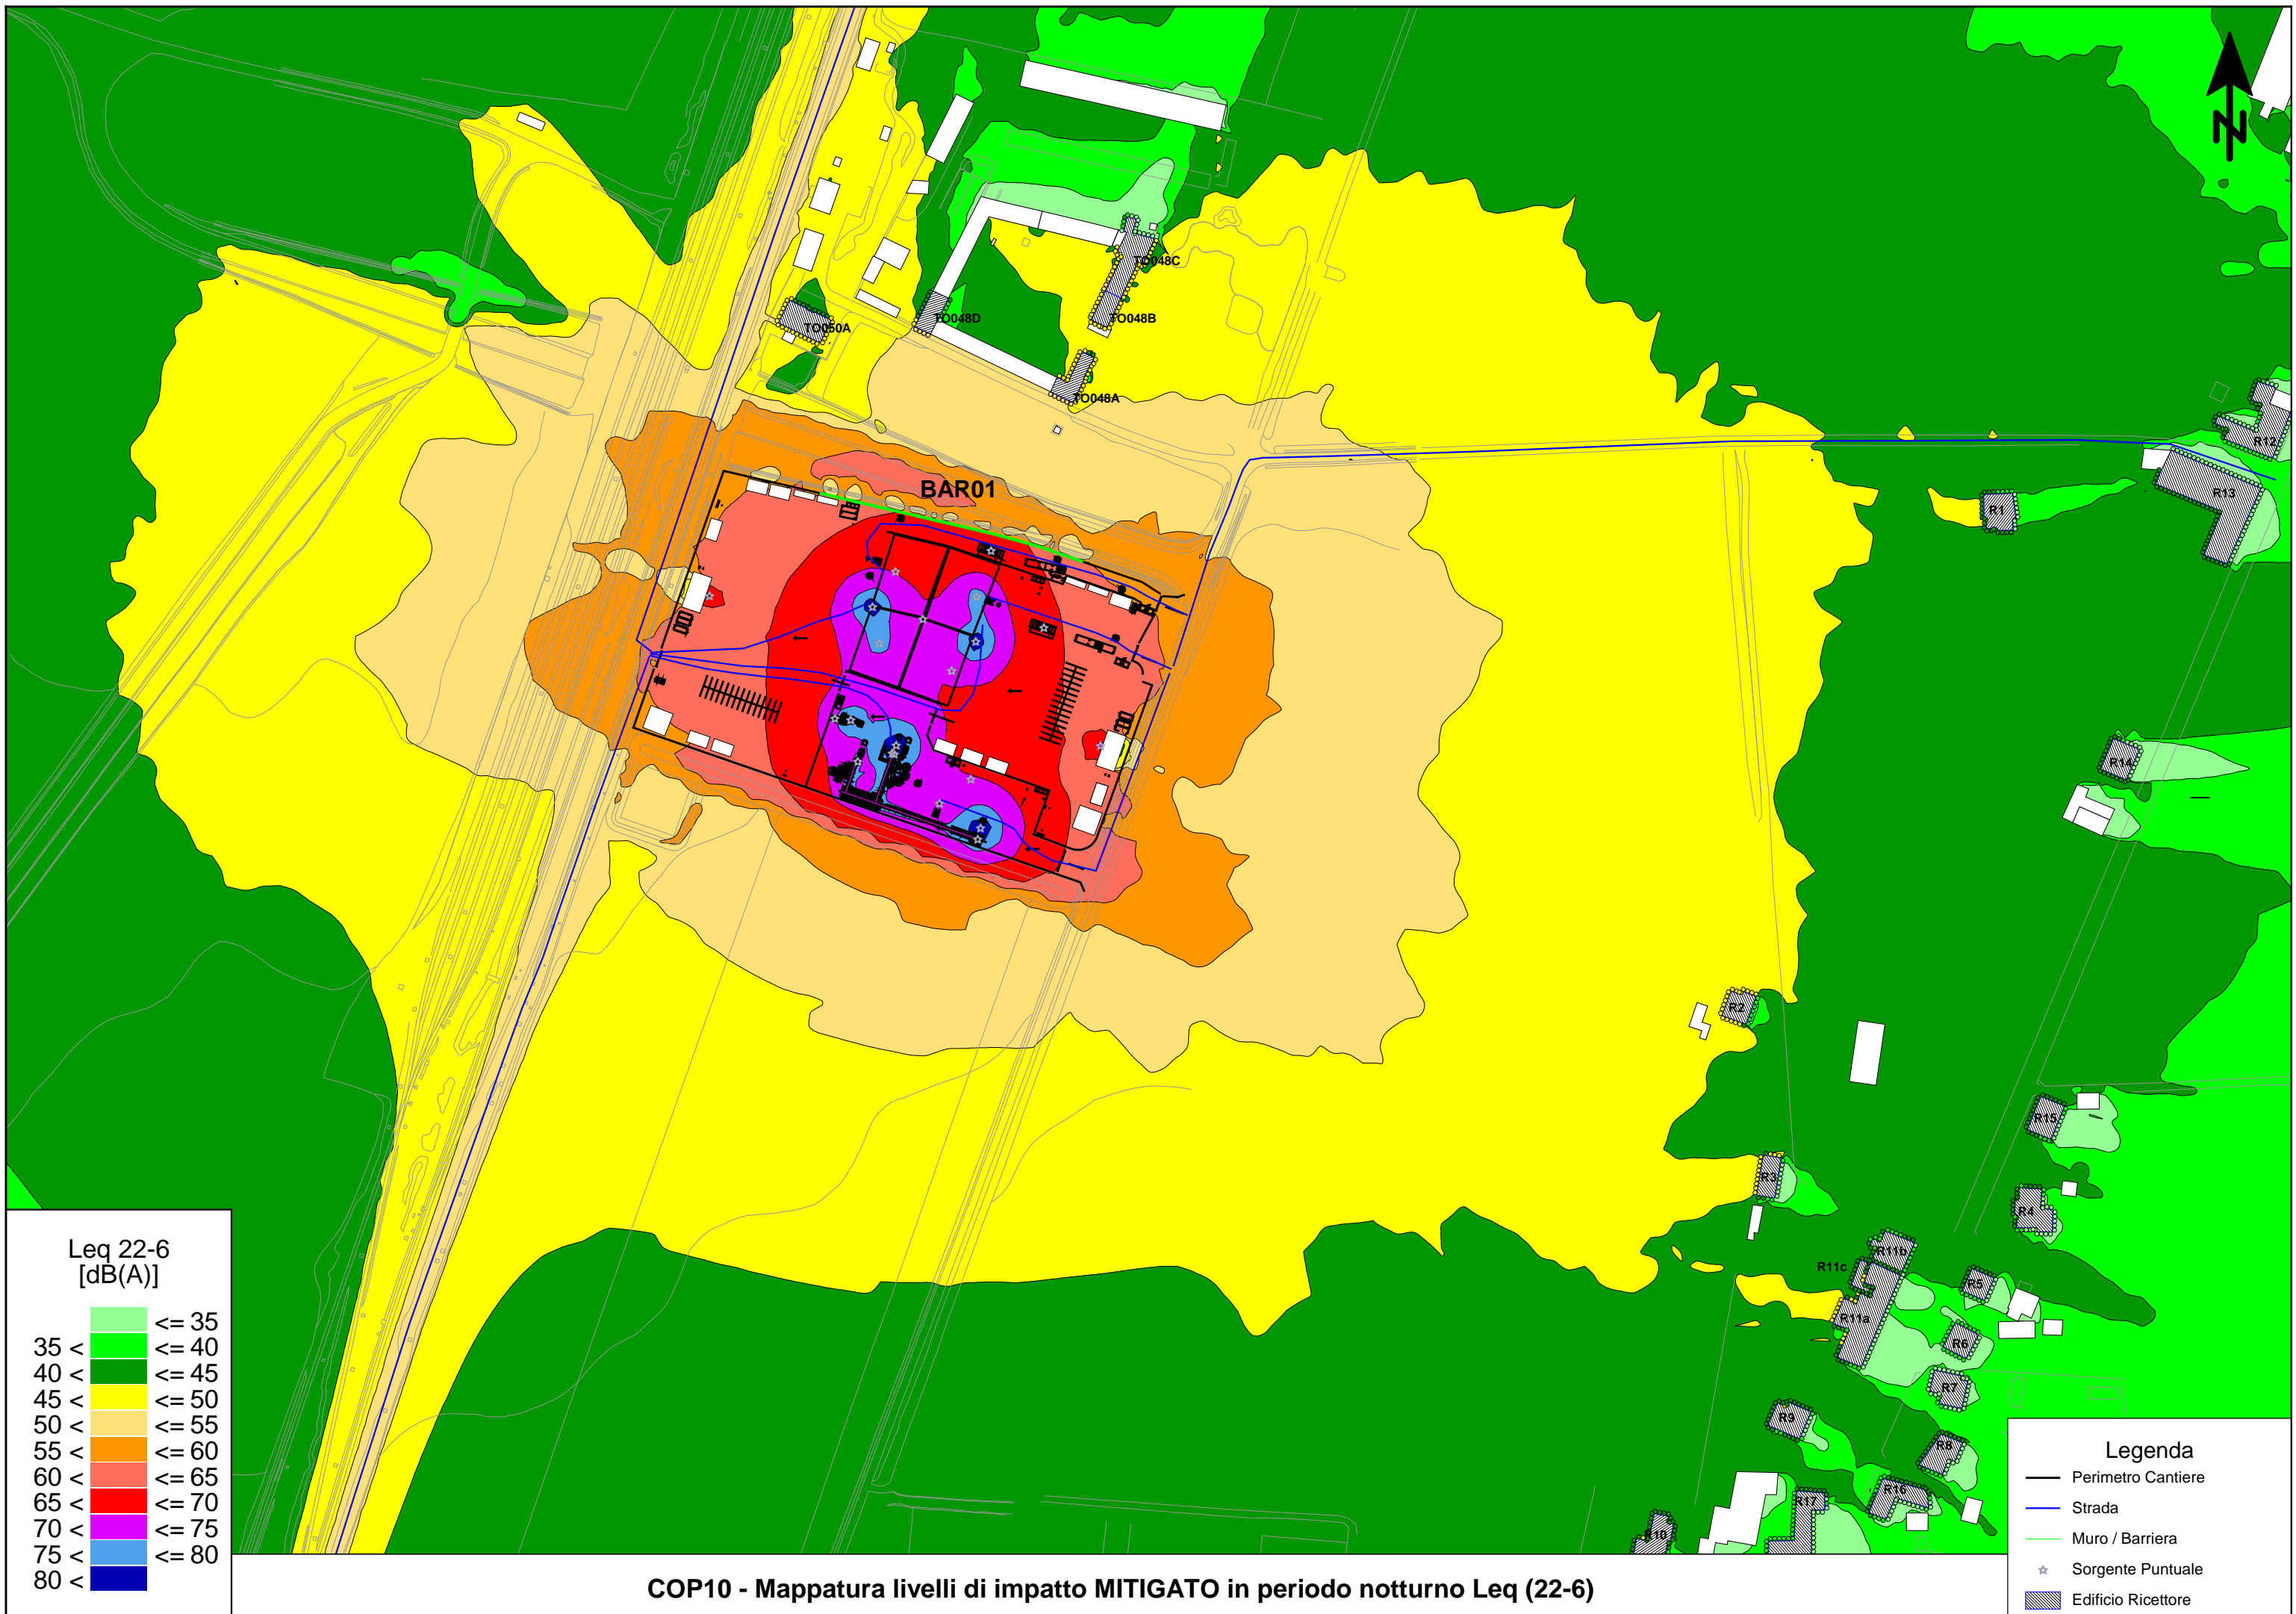 N
TO048C
TO050A
TO048D
TO048B
TO048A
R12
BAR01
R13
R1
R14
R2
R15
R3
R4
R11b
R11c
R5
R11a
R6
R7
R9
R8
R16
R17
R10
Leq 22-6
[dB(A)]
<= 35
35 < <= 40
40 < <= 45
45 < <= 50
50 < <= 55
55 < <= 60
60 < <= 65
65 < <= 70
70 < <= 75
75 < <= 80
80 <
Legenda
Perimetro Cantiere
Strada
Muro / Barriera
Sorgente Puntuale
Edificio Ricettore
COP10 - Mappatura livelli di impatto MITIGATO in periodo notturno Leq (22-6)